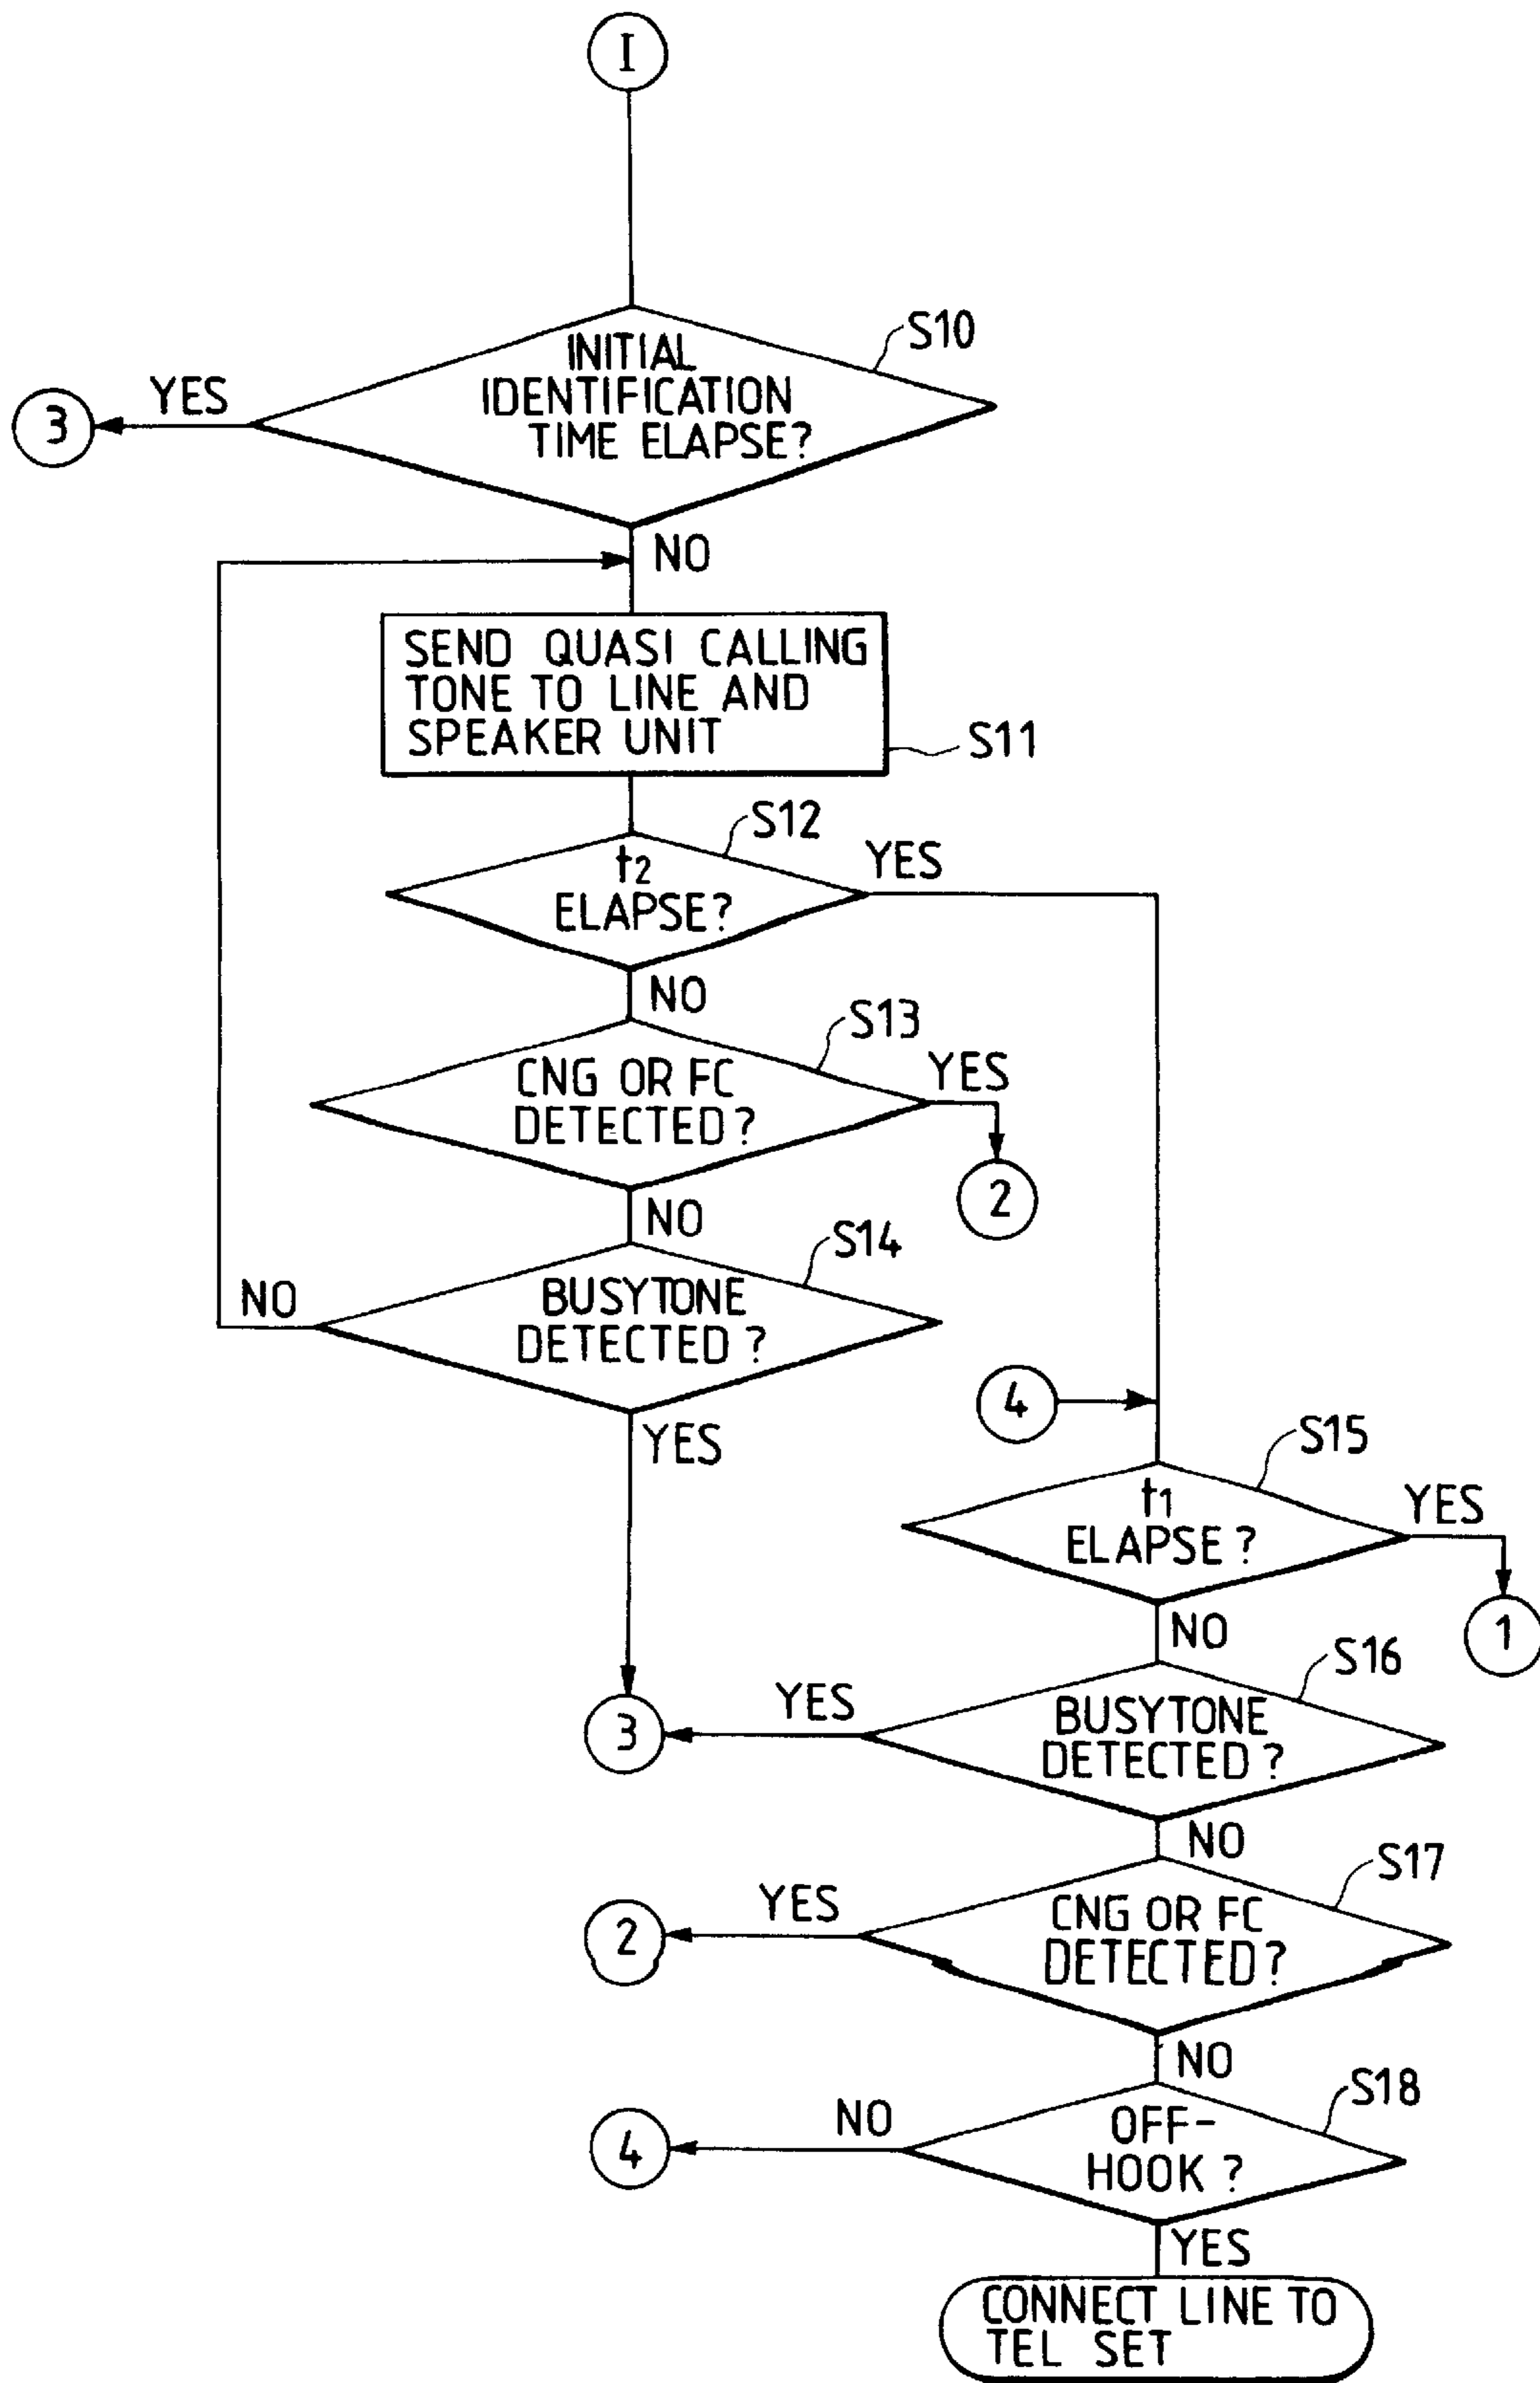 I
S10
INITIAL
IDENTIFICATION
TIME ELAPSE?
YES
3
NO
SEND QUASI CALLING
TONE TO LINE AND
SPEAKER UNIT
S11
S12
t2
ELAPSE?
YES
NO
S13
CNG OR FC
DETECTED?
YES
2
NO
S14
BUSYTONE
DETECTED?
NO
YES
4
S15
t1
ELAPSE?
YES
1
NO
S16
BUSYTONE
DETECTED?
YES
3
NO
S17
CNG OR FC
DETECTED?
YES
2
NO
S18
OFF-
HOOK?
NO
4
YES
CONNECT LINE TO
TEL SET